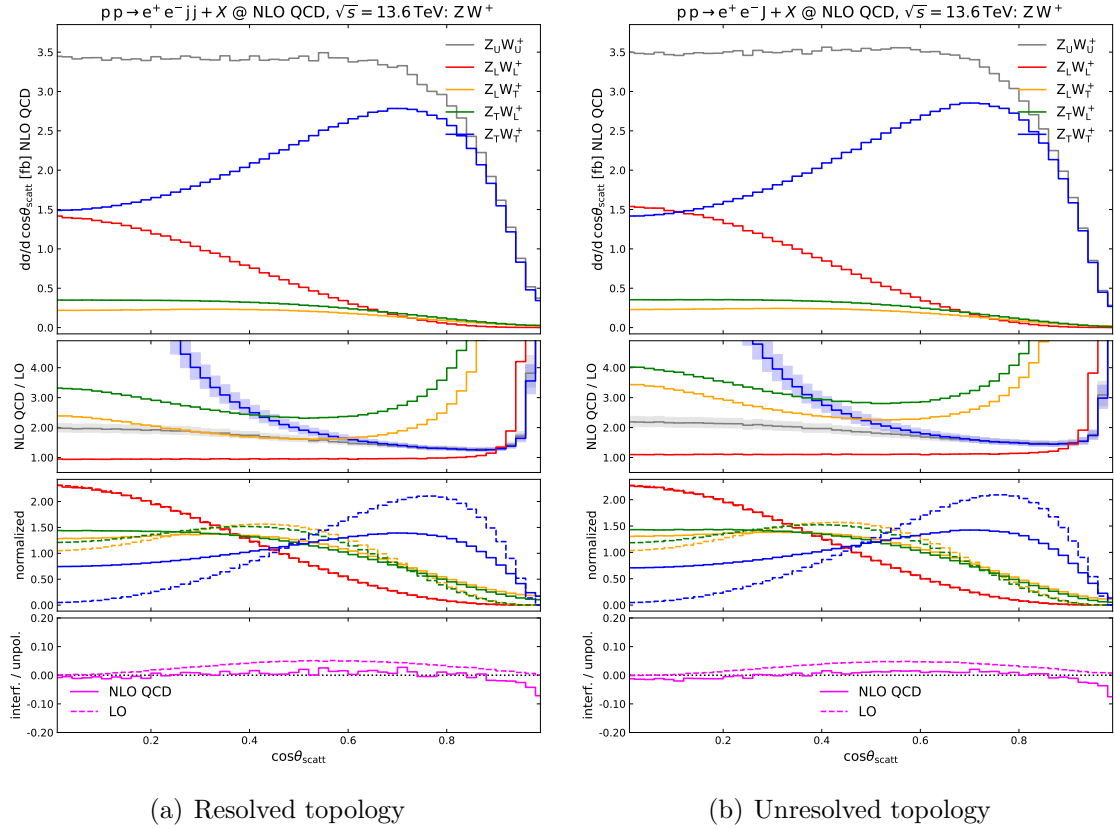 p p → e⁺ e⁻ j j + X @ NLO QCD, √s = 13.6 TeV: Z W⁺
dσ/d cosθ_scatt [fb] NLO QCD
3.5
3.0
2.5
2.0
1.5
1.0
0.5
0.0
Z_U W_U⁺
Z_L W_L⁺
Z_L W_T⁺
Z_T W_L⁺
Z_T W_T⁺
NLO QCD / LO
4.00
3.00
2.00
1.00
normalized
2.00
1.50
1.00
0.50
0.00
interf. / unpol.
0.20
0.10
0.00
-0.10
-0.20
NLO QCD
LO
0.2 0.4 0.6 0.8
cosθ_scatt
(a) Resolved topology
p p → e⁺ e⁻ J + X @ NLO QCD, √s = 13.6 TeV: Z W⁺
dσ/d cosθ_scatt [fb] NLO QCD
3.5
3.0
2.5
2.0
1.5
1.0
0.5
0.0
Z_U W_U⁺
Z_L W_L⁺
Z_L W_T⁺
Z_T W_L⁺
Z_T W_T⁺
NLO QCD / LO
4.00
3.00
2.00
1.00
normalized
2.00
1.50
1.00
0.50
0.00
interf. / unpol.
0.20
0.10
0.00
-0.10
-0.20
NLO QCD
LO
0.2 0.4 0.6 0.8
cosθ_scatt
(b) Unresolved topology